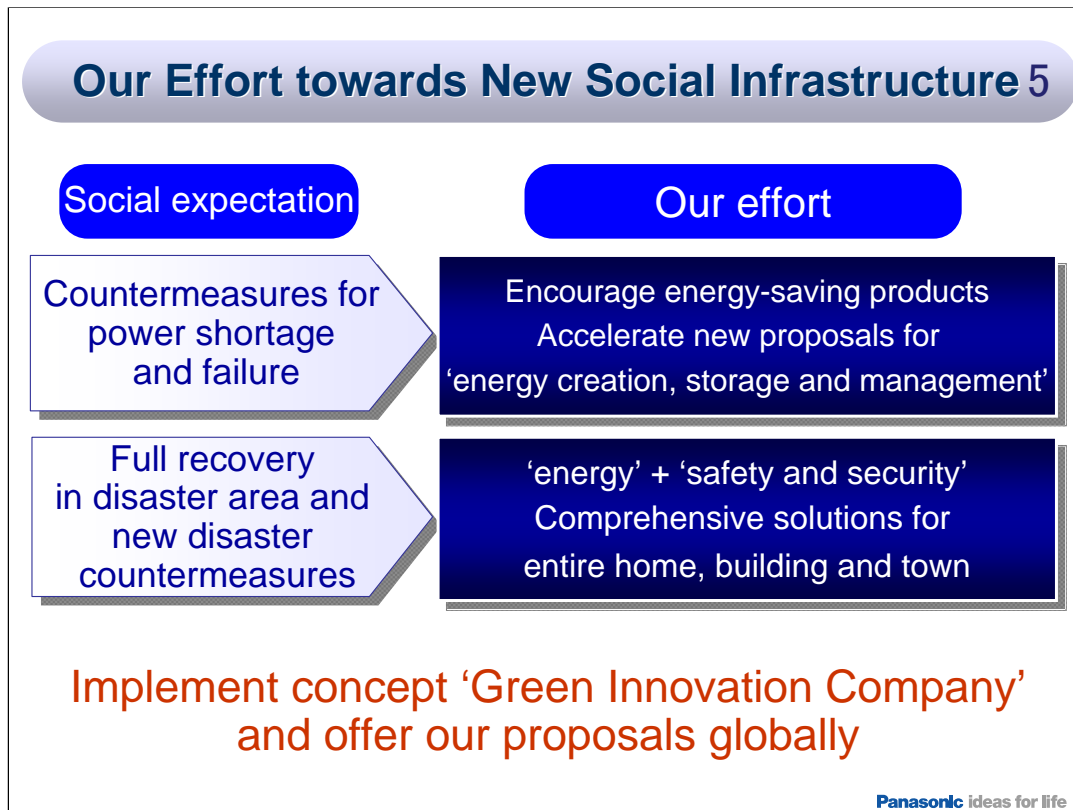 Our Effort towards New Social Infrastructure 5
Social expectation
Our effort
Countermeasures for
power shortage
and failure
Encourage energy-saving products
Accelerate new proposals for
‘energy creation, storage and management’
Full recovery
in disaster area and
new disaster
countermeasures
‘energy’ + ‘safety and security’
Comprehensive solutions for
entire home, building and town
Implement concept ‘Green Innovation Company’
and offer our proposals globally
Panasonic ideas for life